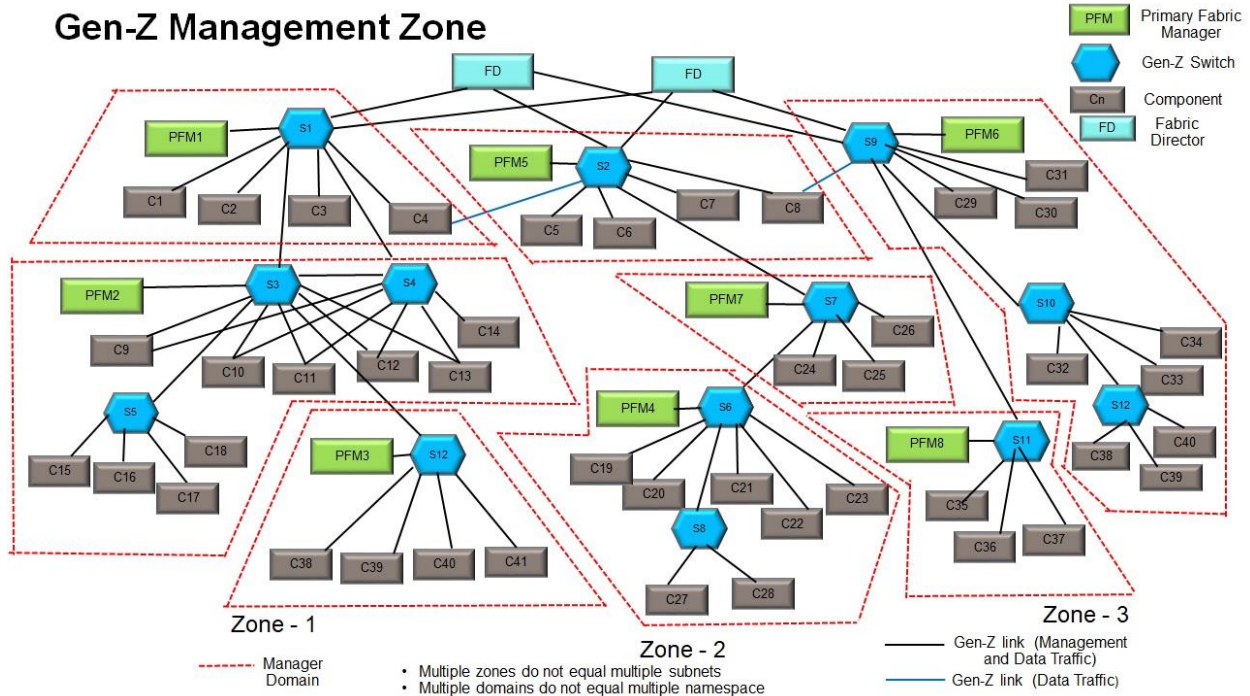 Gen-Z Management Zone
PFM
Primary Fabric
Manager
Gen-Z Switch
Cn
Component
FD
Fabric
Director
FD
FD
PFM1
S1
C1
C2
C3
C4
PFM5
S2
C5
C6
C7
C8
S9
PFM6
C29
C30
C31
PFM2
S3
S4
C9
C10
C11
C12
C13
C14
S5
C15
C16
C17
C18
PFM7
S7
C24
C25
C26
S10
C32
C33
C34
S12
C38
C39
C40
PFM3
S12
C38
C39
C40
C41
PFM4
S6
C19
C20
C21
C22
C23
S8
C27
C28
PFM8
S11
C35
C36
C37
Zone - 1
Zone - 2
Zone - 3
Manager
Domain
• Multiple zones do not equal multiple subnets
• Multiple domains do not equal multiple namespace
Gen-Z link (Management
and Data Traffic)
Gen-Z link (Data Traffic)